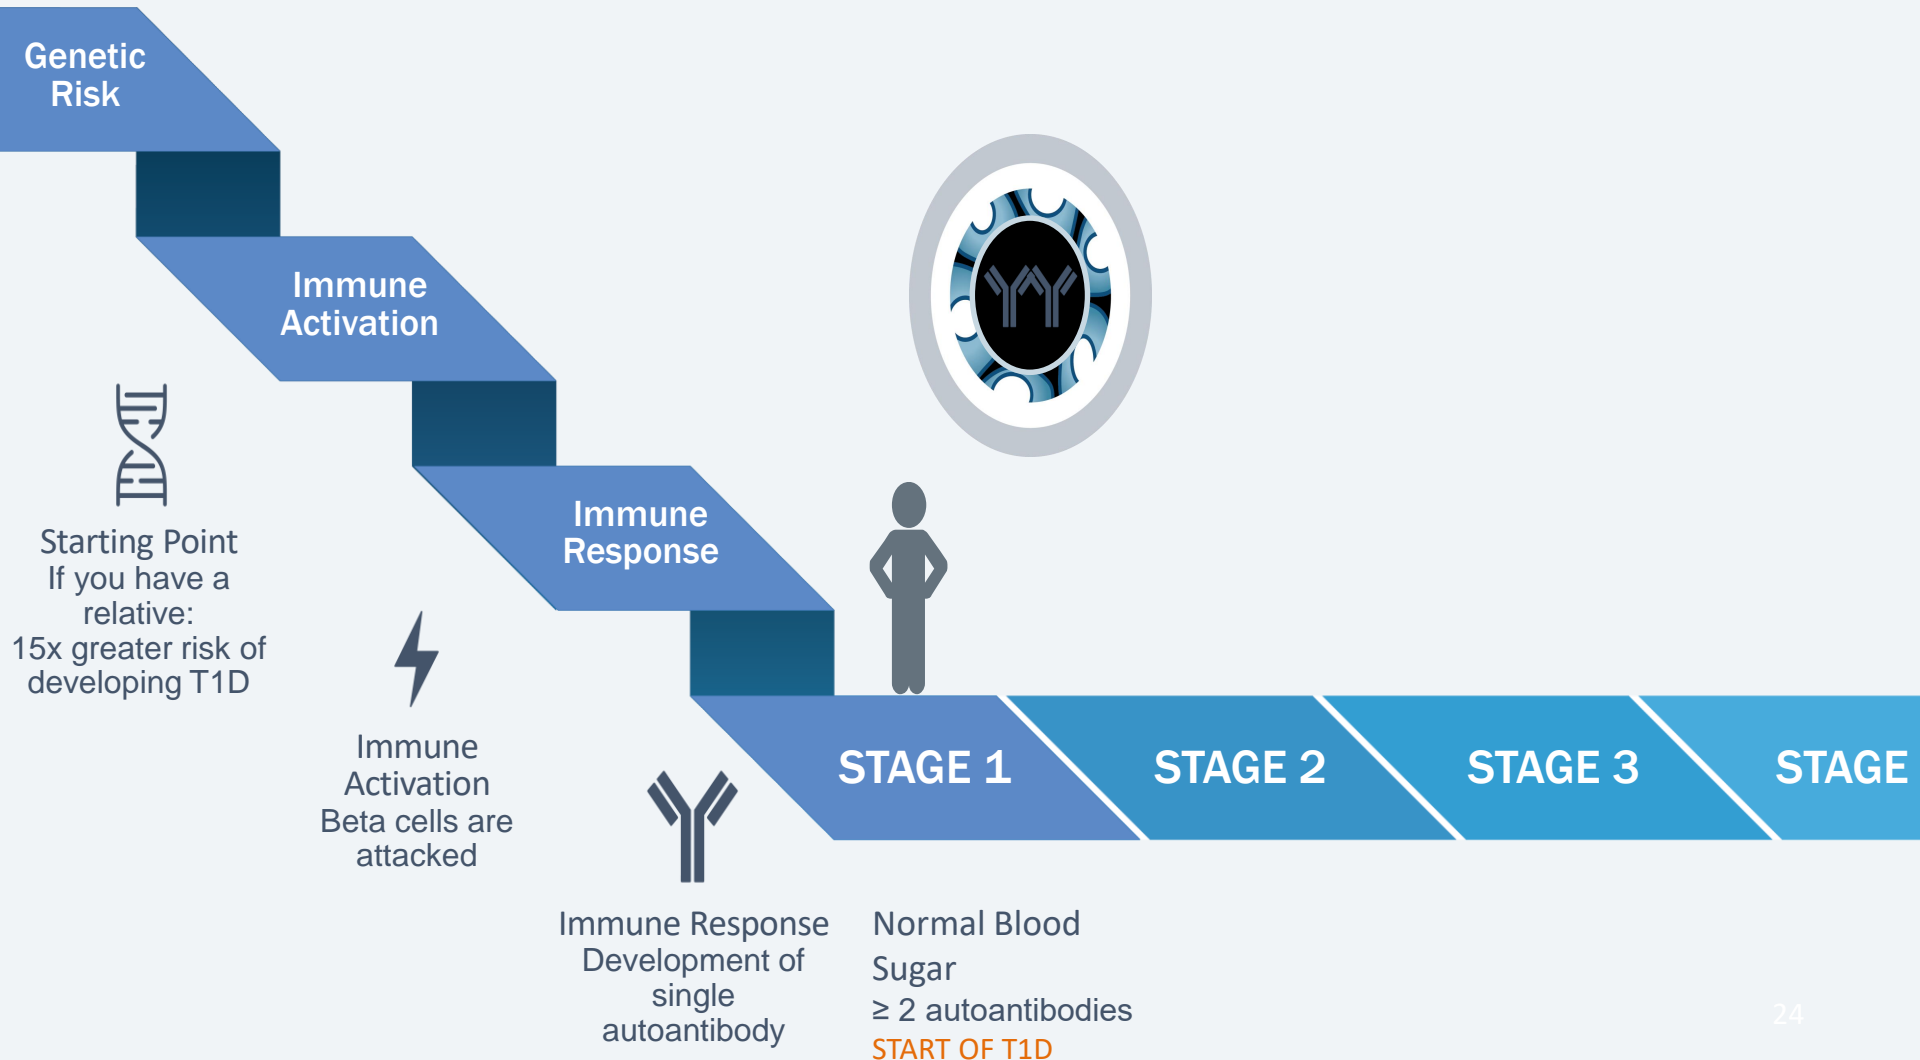 Genetic
Risk
Immune
Activation
Immune
Response
Starting Point
If you have a
relative:
15x greater risk of
developing T1D
Immune
Activation
Beta cells are
attacked
STAGE 1
STAGE 2
STAGE 3
STAGE
Immune Response
Development of
single
autoantibody
Normal Blood
Sugar
≥ 2 autoantibodies
START OF T1D
24